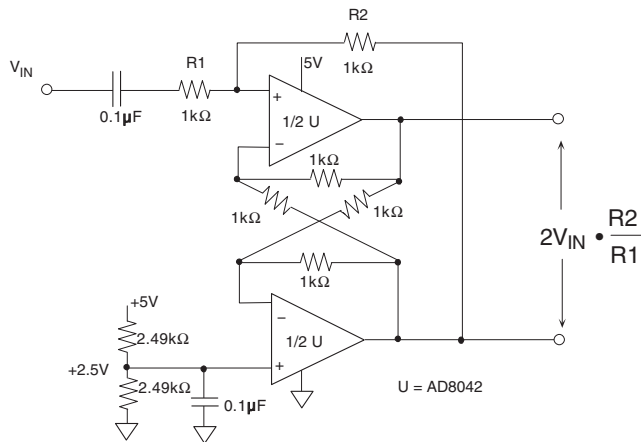 R2
V_IN
R1
5V
1kΩ
+
0.1µF
1kΩ
1/2 U
−
1kΩ
1kΩ
1kΩ
2V_IN • R2/R1
1kΩ
+5V
−
2.49kΩ
1/2 U
+2.5V
+
2.49kΩ
0.1µF
U = AD8042